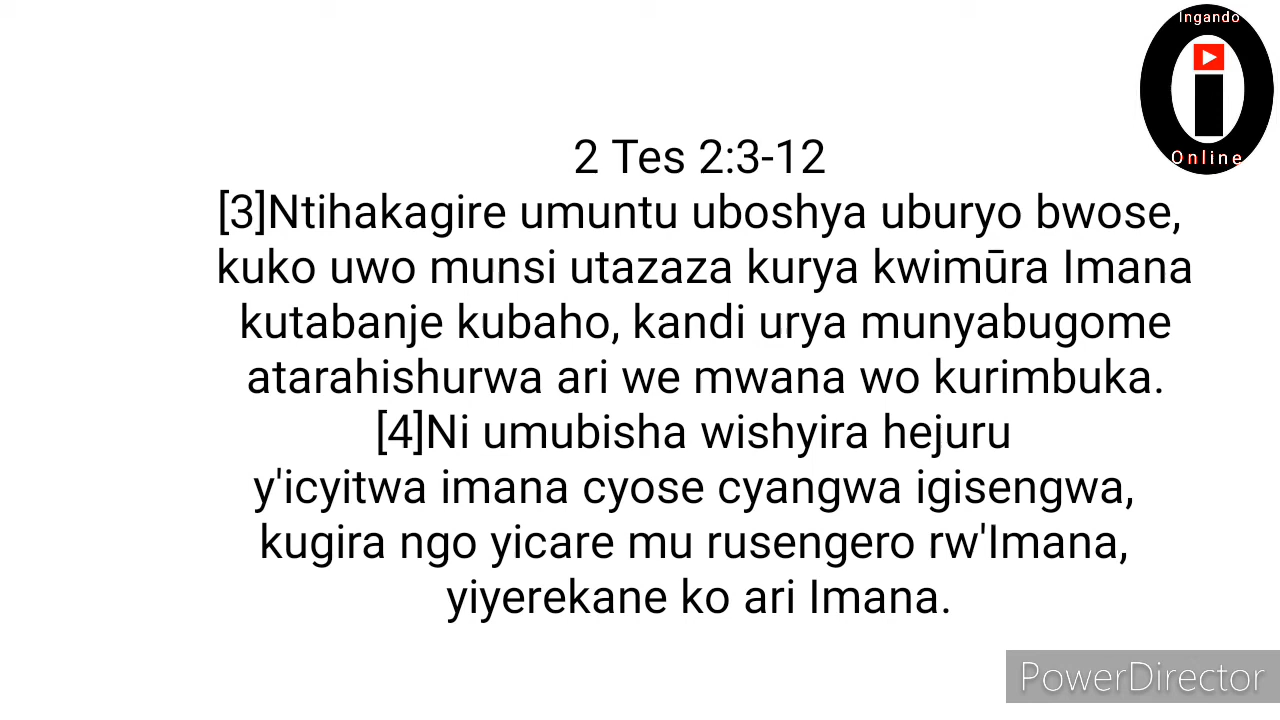 Ingando
Online
2 Tes 2:3-12
[3]Ntihakagire umuntu uboshya uburyo bwose,
kuko uwo munsi utazaza kurya kwimūra Imana
kutabanje kubaho, kandi urya munyabugome
atarahishurwa ari we mwana wo kurimbuka.
[4]Ni umubisha wishyira hejuru
y'icyitwa imana cyose cyangwa igisengwa,
kugira ngo yicare mu rusengero rw'Imana,
yiyerekane ko ari Imana.
PowerDirector